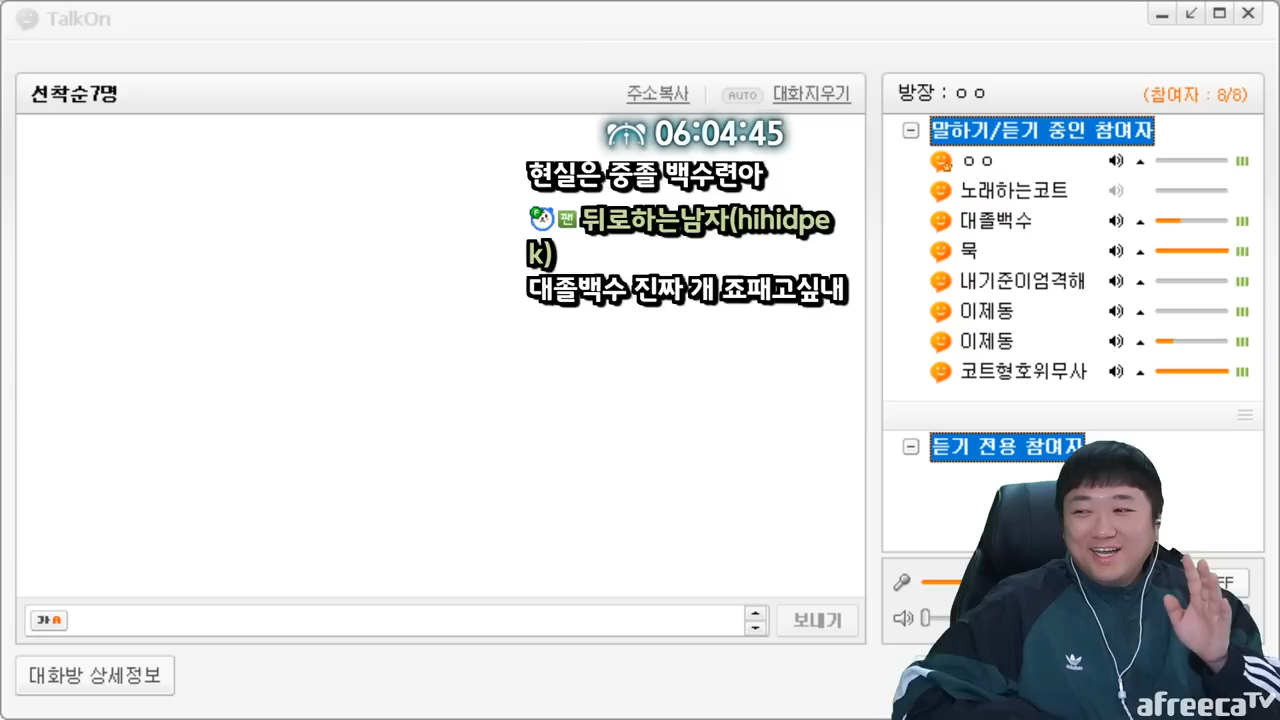 TalkOn
선착순7명
주소복사
AUTO
대화지우기
방장 : ㅇㅇ
(참여자 : 8/8)
06:04:45
현실은 중졸 백수련아
팬 뒤로하는남자(hihidpe
k)
대졸백수 진짜 개 죠패고싶내
말하기/듣기 중인 참여자
ㅇㅇ
노래하는코트
대졸백수
묵
내기준이엄격해
이제동
이제동
코트형호위무사
듣기 전용 참여자
FF
가A
보내기
대화방 상세정보
afreecaTV